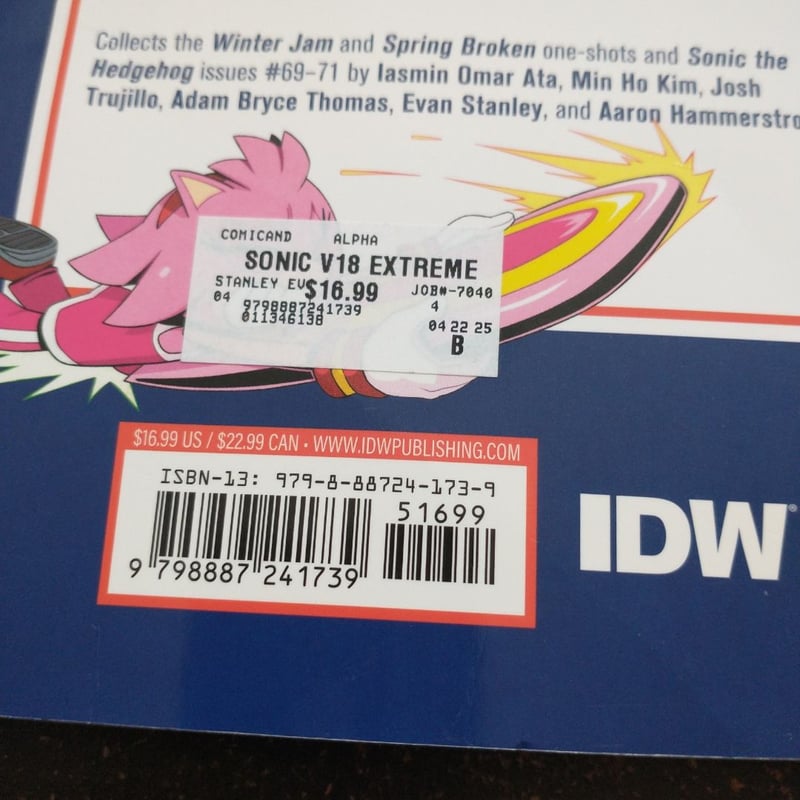 Collects the Winter Jam and Spring Broken one-shots and Sonic the
Hedgehog issues #69–71 by Iasmin Omar Ata, Min Ho Kim, Josh
Trujillo, Adam Bryce Thomas, Evan Stanley, and Aaron Hammerstro
COMICAND ALPHA
SONIC V18 EXTREME
STANLEY EV $16.99 JOB#-7040
04 9798887241739 4
011346138 04 22 25
B
$16.99 US / $22.99 CAN • WWW.IDWPUBLISHING.COM
ISBN-13: 979-8-88724-173-9
51699
9 798887 241739
IDW®